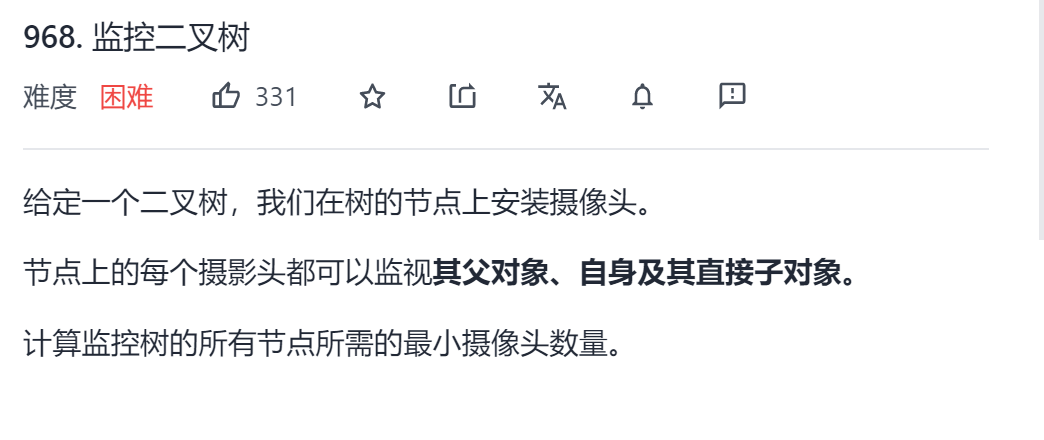 968. 监控二叉树
难度 困难 331
给定一个二叉树，我们在树的节点上安装摄像头。
节点上的每个摄影头都可以监视其父对象、自身及其直接子对象。
计算监控树的所有节点所需的最小摄像头数量。